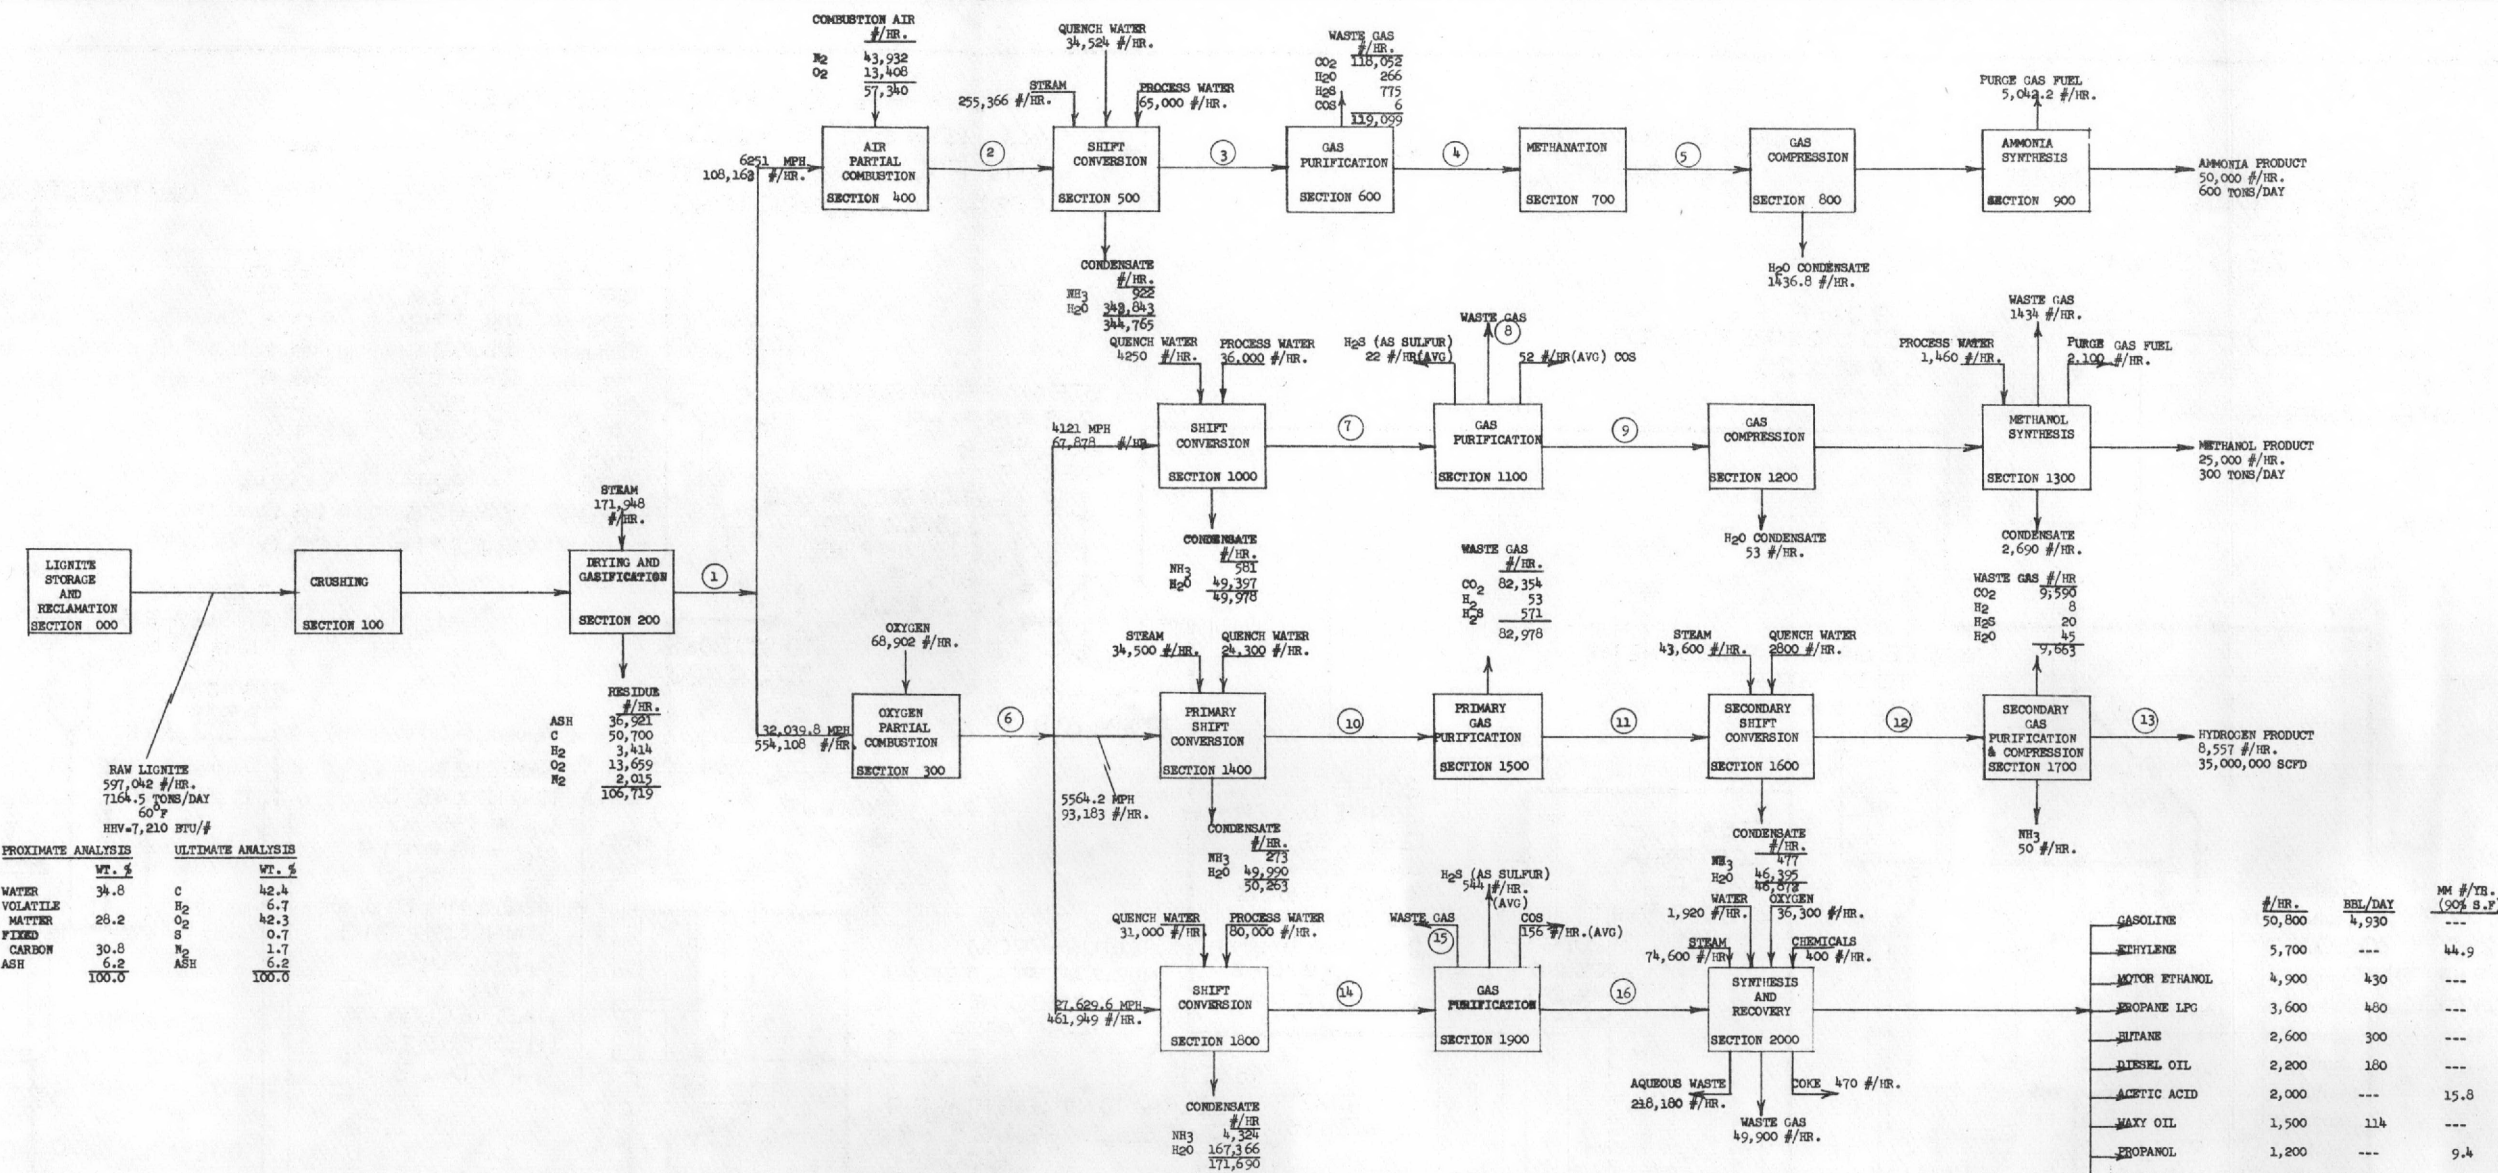 COMBUSTION AIR
#/HR.
N2 43,932
O2 13,408
57,340
QUENCH WATER
34,524 #/HR.
STEAM
255,366 #/HR.
PROCESS WATER
65,000 #/HR.
WASTE GAS
#/HR.
CO2 118,052
H2O 266
H2S 775
COS 6
119,099
PURGE GAS FUEL
5,042.2 #/HR.
6251 MPH
108,163 #/HR.
AIR
PARTIAL
COMBUSTION
SECTION 400
2
SHIFT
CONVERSION
SECTION 500
3
GAS
PURIFICATION
SECTION 600
4
METHANATION
SECTION 700
5
GAS
COMPRESSION
SECTION 800
AMMONIA
SYNTHESIS
SECTION 900
AMMONIA PRODUCT
50,000 #/HR.
600 TONS/DAY
CONDENSATE
#/HR.
NH3 922
H2O 343,843
344,765
H2O CONDENSATE
1436.8 #/HR.
QUENCH WATER
4250 #/HR.
PROCESS WATER
36,000 #/HR.
H2S (AS SULFUR)
22 #/HR(AVG)
WASTE GAS
8
52 #/HR(AVG) COS
PROCESS WATER
1,460 #/HR.
WASTE GAS
1434 #/HR.
PURGE GAS FUEL
2,100 #/HR.
4121 MPH
67,878 #/HR
SHIFT
CONVERSION
SECTION 1000
7
GAS
PURIFICATION
SECTION 1100
9
GAS
COMPRESSION
SECTION 1200
METHANOL
SYNTHESIS
SECTION 1300
METHANOL PRODUCT
25,000 #/HR.
300 TONS/DAY
CONDENSATE
#/HR.
NH3 581
H2O 49,397
49,978
H2O CONDENSATE
53 #/HR.
CONDENSATE
2,690 #/HR.
STEAM
171,948
#/HR.
LIGNITE
STORAGE
AND
RECLAMATION
SECTION 000
CRUSHING
SECTION 100
DRYING AND
GASIFICATION
SECTION 200
1
RESIDUE
#/HR.
ASH 36,921
C 50,700
H2 3,414
O2 13,659
N2 2,015
106,719
RAW LIGNITE
597,042 #/HR.
7164.5 TONS/DAY
60°F
HHV=7,210 BTU/#
PROXIMATE ANALYSIS
WT. %
WATER 34.8
VOLATILE
MATTER 28.2
FIXED
CARBON 30.8
ASH 6.2
100.0
ULTIMATE ANALYSIS
WT. %
C 42.4
H2 6.7
O2 42.3
S 0.7
N2 1.7
ASH 6.2
100.0
OXYGEN
68,902 #/HR.
32,039.8 MPH
554,108 #/HR.
OXYGEN
PARTIAL
COMBUSTION
SECTION 300
6
5564.2 MPH
93,183 #/HR.
STEAM
34,500 #/HR.
QUENCH WATER
24,300 #/HR.
WASTE GAS
#/HR.
CO2 82,354
H2 53
H2S 571
82,978
STEAM
43,600 #/HR.
QUENCH WATER
2800 #/HR.
WASTE GAS #/HR
CO2 9,590
H2 8
H2S 20
H2O 45
9,663
PRIMARY
SHIFT
CONVERSION
SECTION 1400
10
PRIMARY
GAS
PURIFICATION
SECTION 1500
11
SECONDARY
SHIFT
CONVERSION
SECTION 1600
12
SECONDARY
GAS
PURIFICATION
& COMPRESSION
SECTION 1700
13
HYDROGEN PRODUCT
8,557 #/HR.
35,000,000 SCFD
CONDENSATE
#/HR.
NH3 273
H2O 49,990
50,263
CONDENSATE
#/HR.
NH3 477
H2O 46,395
46,872
NH3
50 #/HR.
QUENCH WATER
31,000 #/HR
PROCESS WATER
80,000 #/HR.
WASTE GAS
15
H2S (AS SULFUR)
544 #/HR.
(AVG)
COS
156 #/HR.(AVG)
WATER
1,920 #/HR.
OXYGEN
36,300 #/HR.
STEAM
74,600 #/HR
CHEMICALS
400 #/HR.
27,629.6 MPH
461,949 #/HR.
SHIFT
CONVERSION
SECTION 1800
14
GAS
PURIFICATION
SECTION 1900
16
SYNTHESIS
AND
RECOVERY
SECTION 2000
CONDENSATE
#/HR
NH3 4,324
H2O 167,366
171,690
AQUEOUS WASTE
218,180 #/HR.
WASTE GAS
49,900 #/HR.
COKE 470 #/HR.
#/HR. BBL/DAY MM #/YR.
(90% S.F)
GASOLINE 50,800 4,930 ---
ETHYLENE 5,700 --- 44.9
MOTOR ETHANOL 4,900 430 ---
PROPANE LPG 3,600 480 ---
BUTANE 2,600 300 ---
DIESEL OIL 2,200 180 ---
ACETIC ACID 2,000 --- 15.8
WAXY OIL 1,500 114 ---
PROPANOL 1,200 --- 9.4